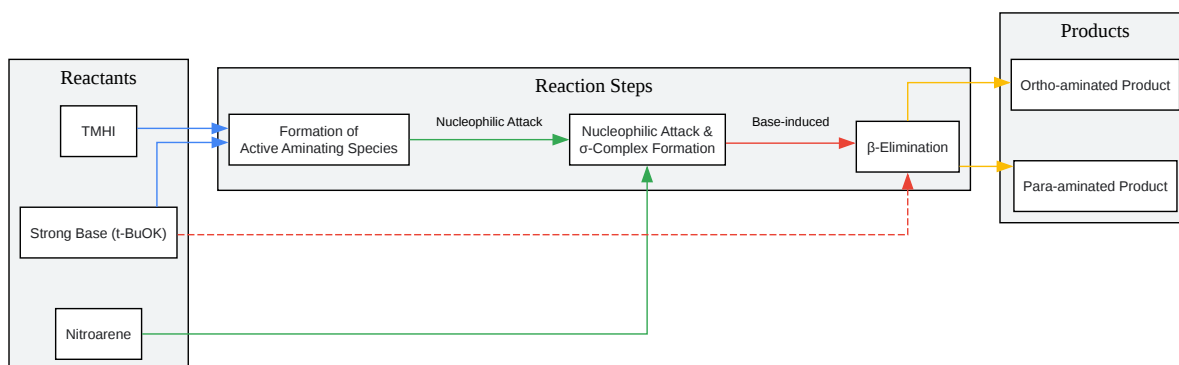 Reactants
TMHI
Strong Base (t-BuOK)
Nitroarene
Reaction Steps
Formation of
Active Aminating Species
Nucleophilic Attack
Nucleophilic Attack &
σ-Complex Formation
Base-induced
β-Elimination
Products
Ortho-aminated Product
Para-aminated Product